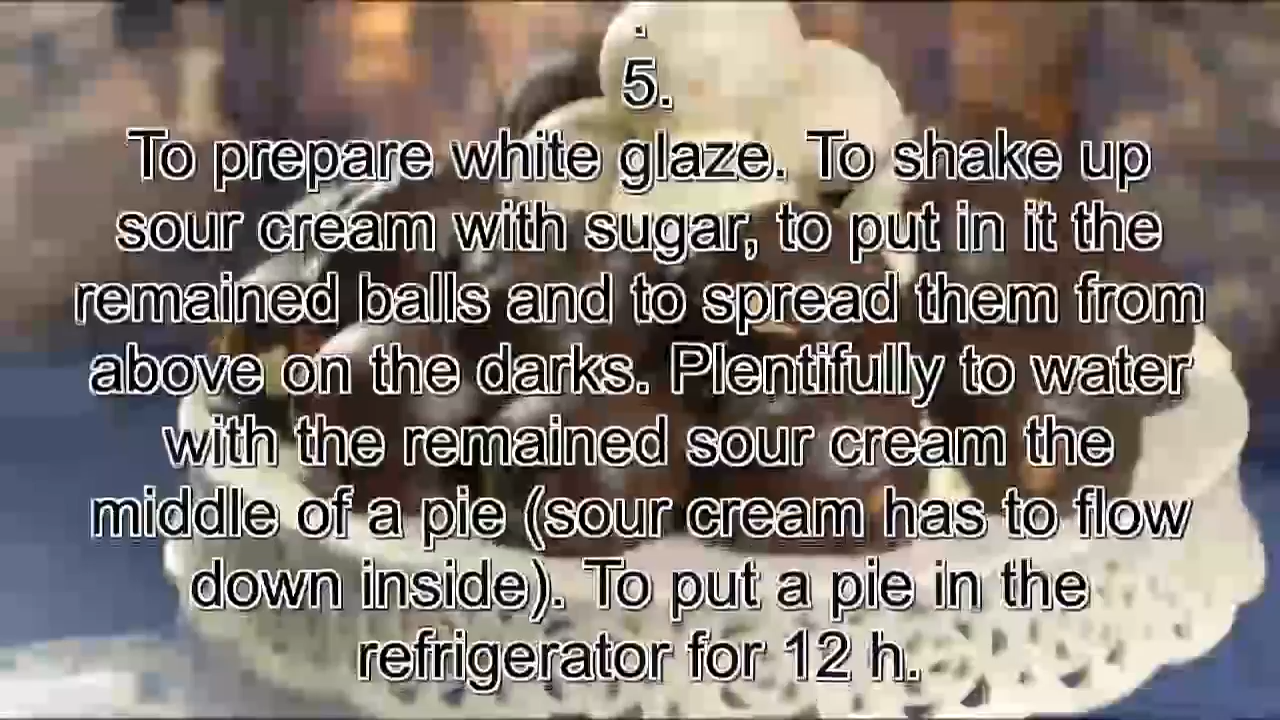 .
5.
To prepare white glaze. To shake up
sour cream with sugar, to put in it the
remained balls and to spread them from
above on the darks. Plentifully to water
with the remained sour cream the
middle of a pie (sour cream has to flow
down inside). To put a pie in the
refrigerator for 12 h.